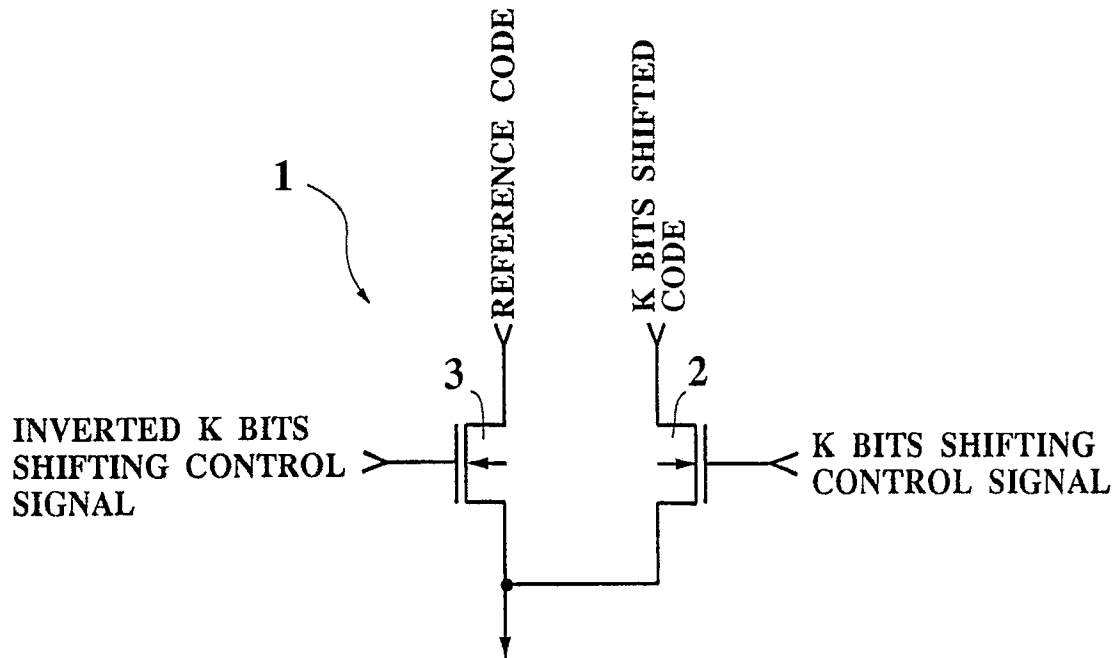 REFERENCE CODE
K BITS SHIFTED
CODE
1
3
2
INVERTED K BITS
SHIFTING CONTROL
SIGNAL
K BITS SHIFTING
CONTROL SIGNAL